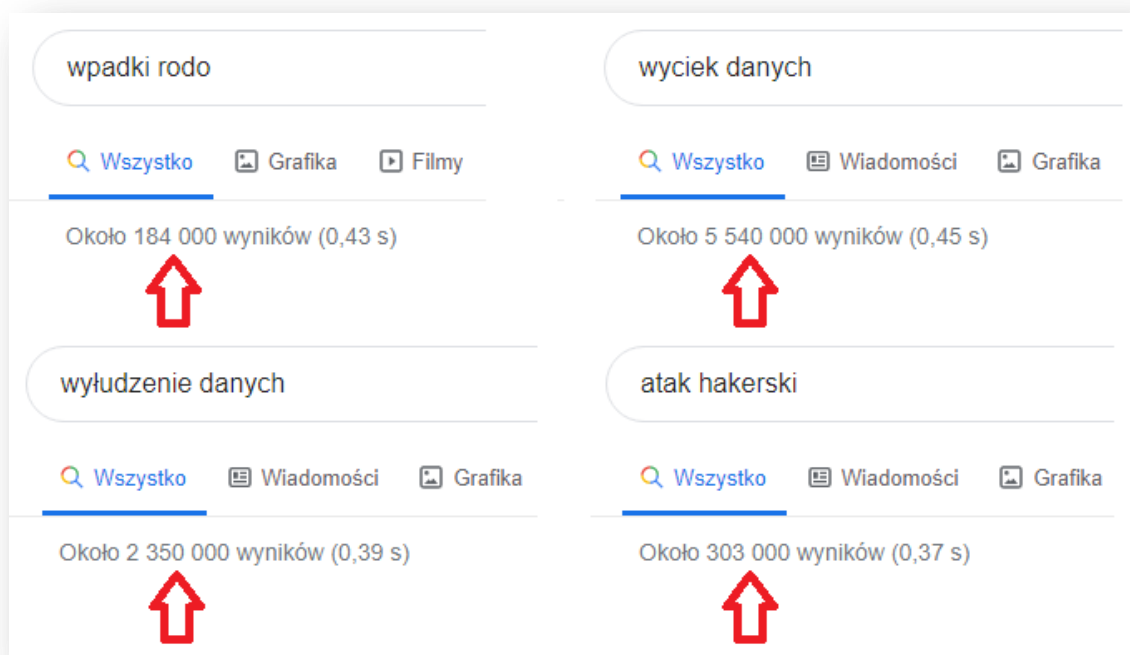 wpadki rodo
Wszystko Grafika Filmy
Około 184 000 wyników (0,43 s)
wyciek danych
Wszystko Wiadomości Grafika
Około 5 540 000 wyników (0,45 s)
wyłudzenie danych
Wszystko Wiadomości Grafika
Około 2 350 000 wyników (0,39 s)
atak hakerski
Wszystko Wiadomości Grafika
Około 303 000 wyników (0,37 s)